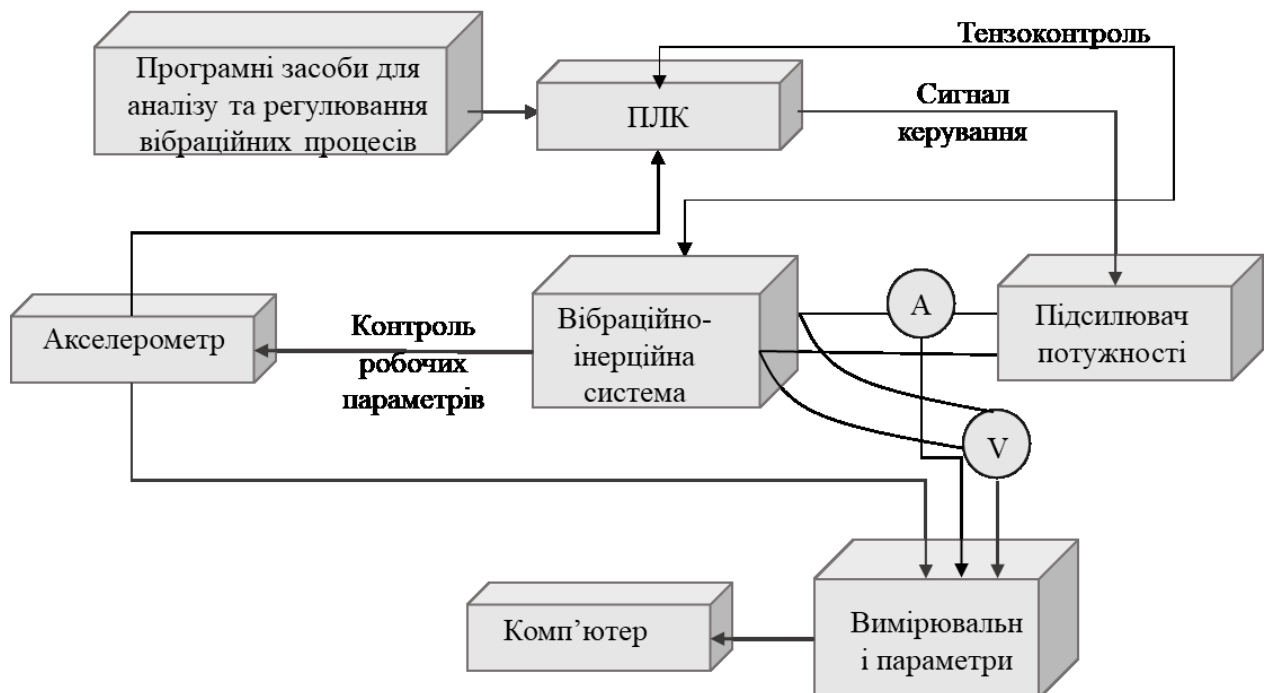 Тензоконтроль
Програмні засоби для
аналізу та регулювання
вібраційних процесів
ПЛК
Сигнал
керування
Акселерометр
Контроль
робочих
параметрів
Вібраційно-
інерційна
система
А
Підсилювач
потужності
V
Комп’ютер
Вимірювальн
і параметри